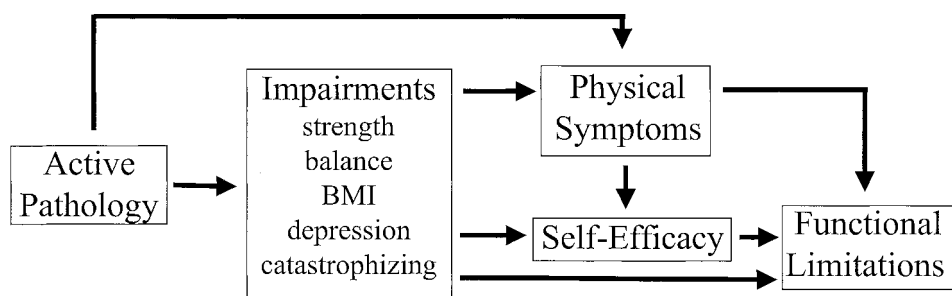 Active
Pathology
Impairments
strength
balance
BMI
depression
catastrophizing
Physical
Symptoms
Self-Efficacy
Functional
Limitations